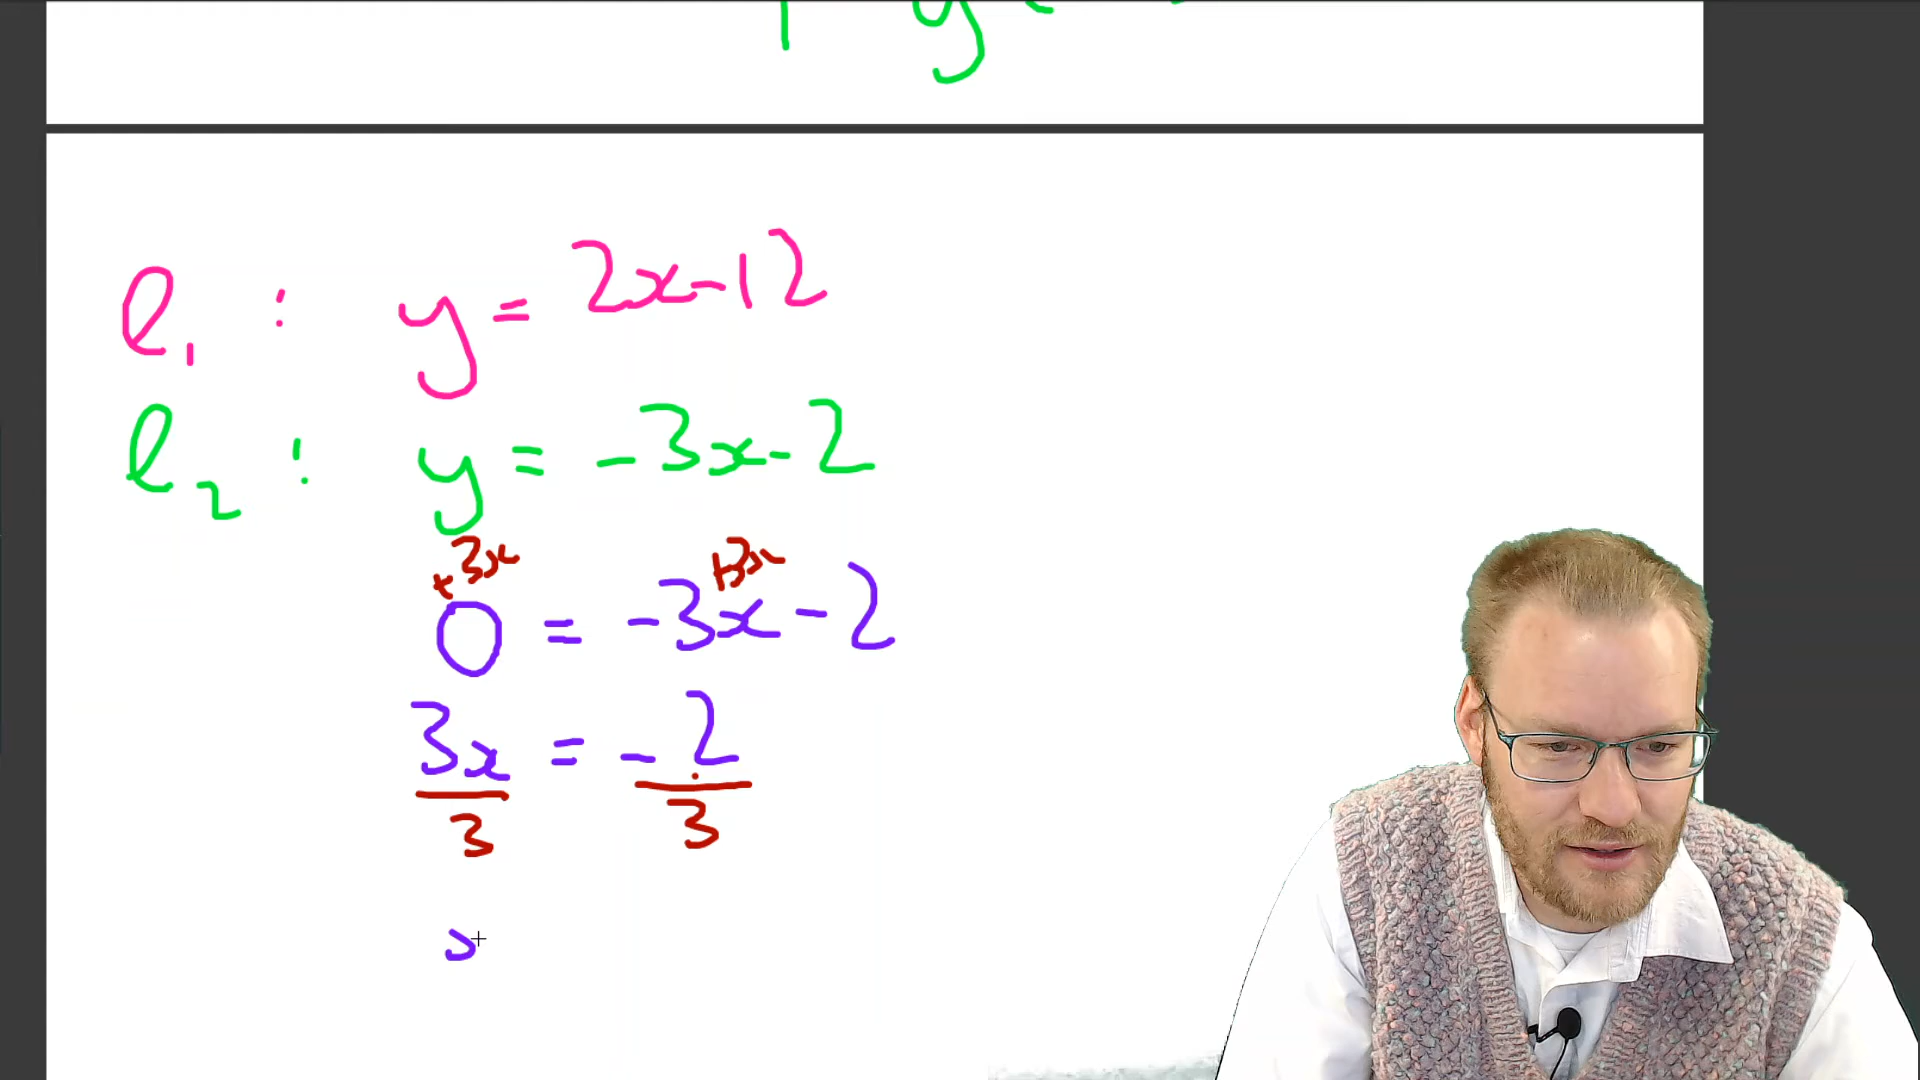 y
l₁ : y = 2x-12
l₂ : y = -3x-2
+3x +3x
0 = -3x-2
3x = -2
3 3